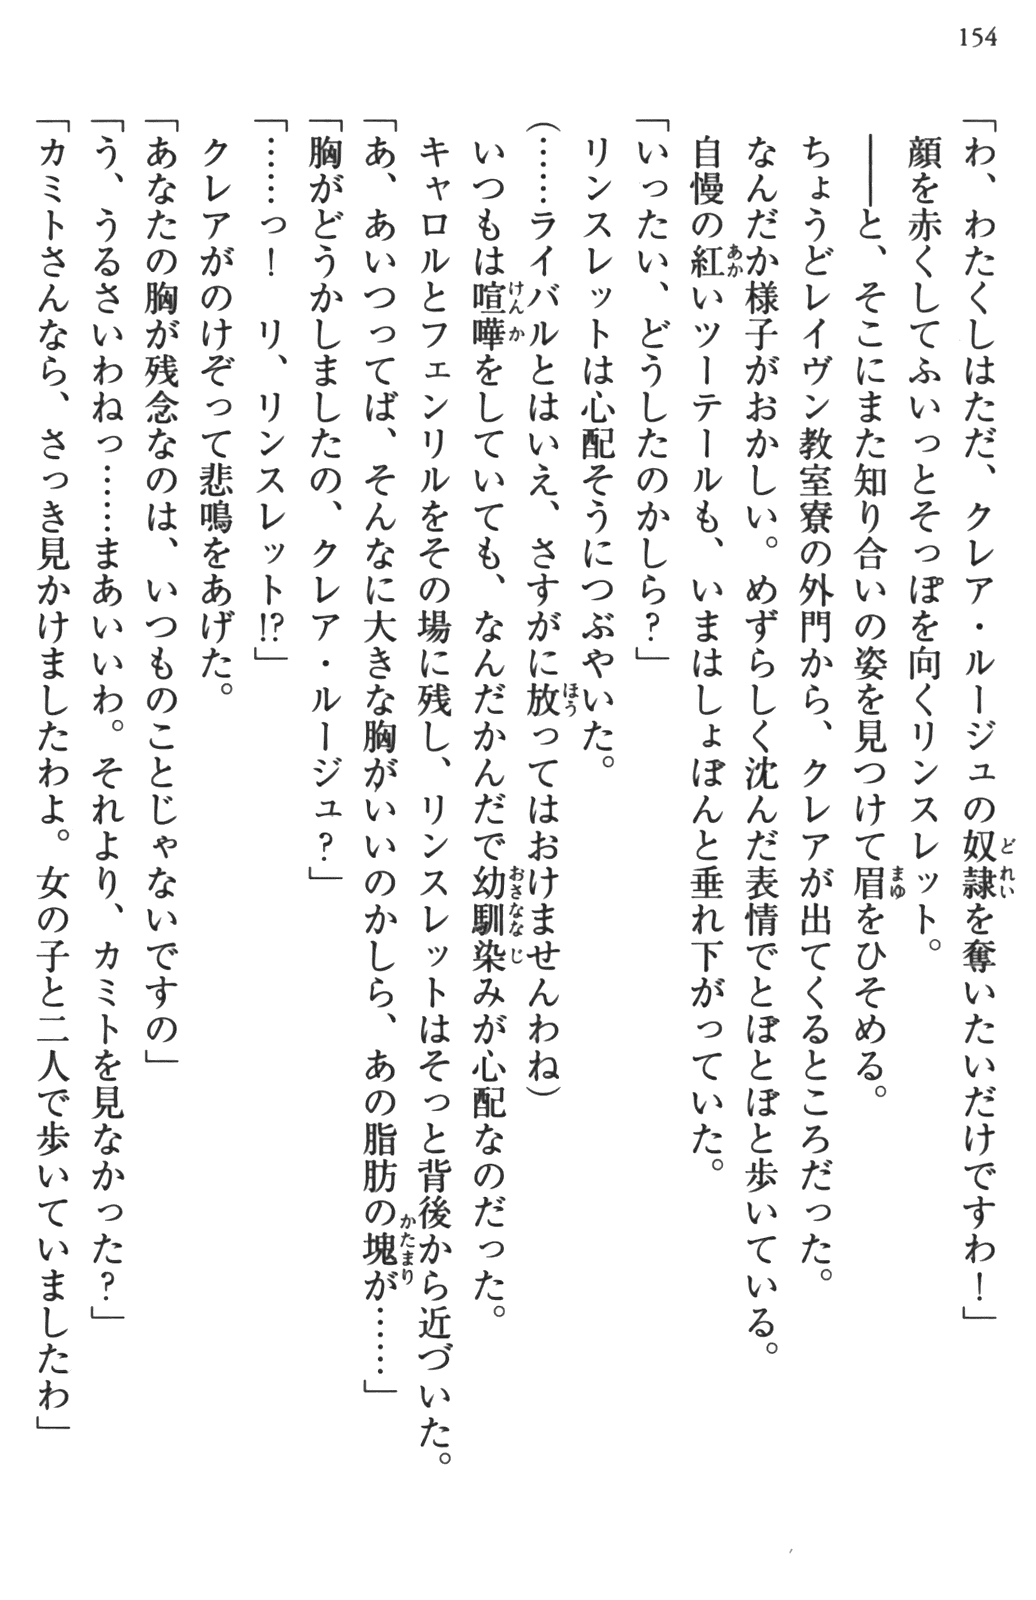 154
「わ、わたくしはただ、クレア・ルージュの奴隷を奪いたいだけですわ！」
顔を赤くしてふいっとそっぽを向くリンスレット。
――と、そこにまた知り合いの姿を見つけて眉をひそめる。
ちょうどレイヴン教室寮の外門から、クレアが出てくるところだった。
なんだか様子がおかしい。めずらしく沈んだ表情でとぼとぼと歩いている。
自慢の紅いツーテールも、いまはしょぼんと垂れ下がっていた。
「いったい、どうしたのかしら？」
リンスレットは心配そうにつぶやいた。
（……ライバルとはいえ、さすがに放ってはおけませんわね）
いつもは喧嘩をしていても、なんだかんだで幼馴染みが心配なのだった。
キャロルとフェンリルをその場に残し、リンスレットはそっと背後から近づいた。
「あ、あいつってば、そんなに大きな胸がいいのかしら、あの脂肪の塊が……」
「胸がどうかしましたの、クレア・ルージュ？」
「……っ！　リ、リンスレット!?」
クレアがのけぞって悲鳴をあげた。
「あなたの胸が残念なのは、いつものことじゃないですの」
「う、うるさいわねっ……まあいいわ。それより、カミトを見なかった？」
「カミトさんなら、さっき見かけましたわよ。女の子と二人で歩いていましたわ」